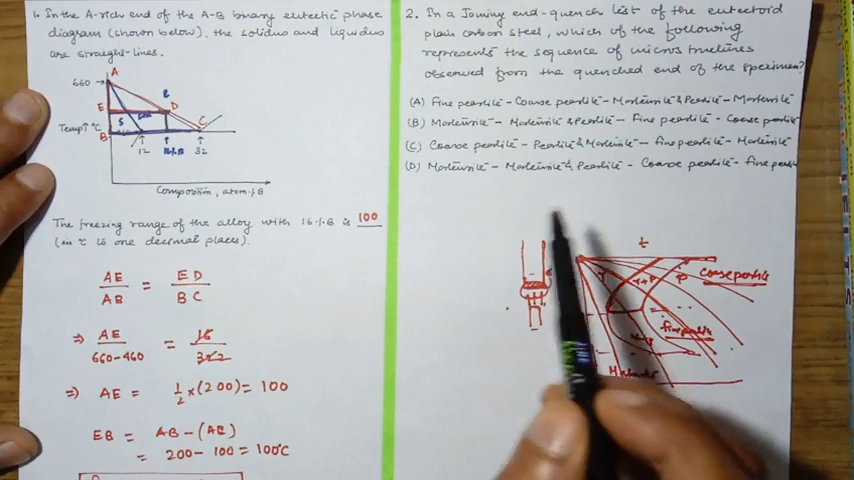 1. In the A-rich end of the A-B binary eutectic phase
diagram (shown below), the solidus and liquidus
are straight-lines.
A
660
L
E
D
S
B
C
Temp↑ °C
12
16%B
32
Composition, atom % B
The freezing range of the alloy with 16% B is 100
(in °C to one decimal places).
AE/AB = ED/BC
⇒ AE/660-460 = 16/32
⇒ AE = 1/2 × (200) = 100
EB = AB - (AE)
= 200 - 100 = 100°C
2. In a Jominy end-quench test of the eutectoid
plain carbon steel, which of the following
represents the sequence of microstructures
observed from the quenched end of the specimen?
(A) Fine pearlite - Coarse pearlite - Martensite & Pearlite - Martensite
(B) Martensite - Martensite & Pearlite - Fine pearlite - Coarse pearlite
(C) Coarse pearlite - Pearlite & Martensite - fine pearlite - Martensite
(D) Martensite - Martensite & Pearlite - Coarse pearlite - fine pearlite
t
γ
γ+P
P
Coarse pearlite
fine pearlite